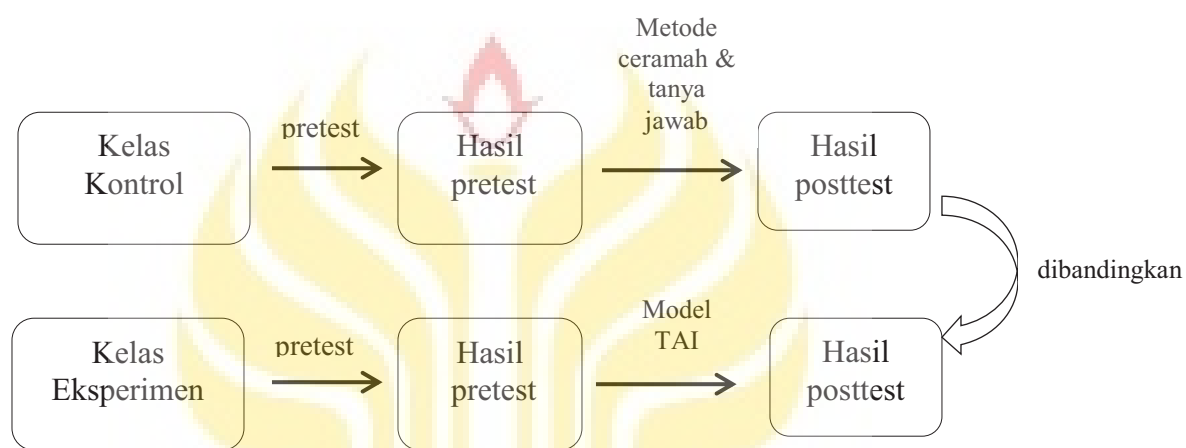 Metode
ceramah &
tanya
jawab
Kelas
Kontrol
pretest
Hasil
pretest
Hasil
posttest
dibandingkan
Kelas
Eksperimen
pretest
Hasil
pretest
Model
TAI
Hasil
posttest